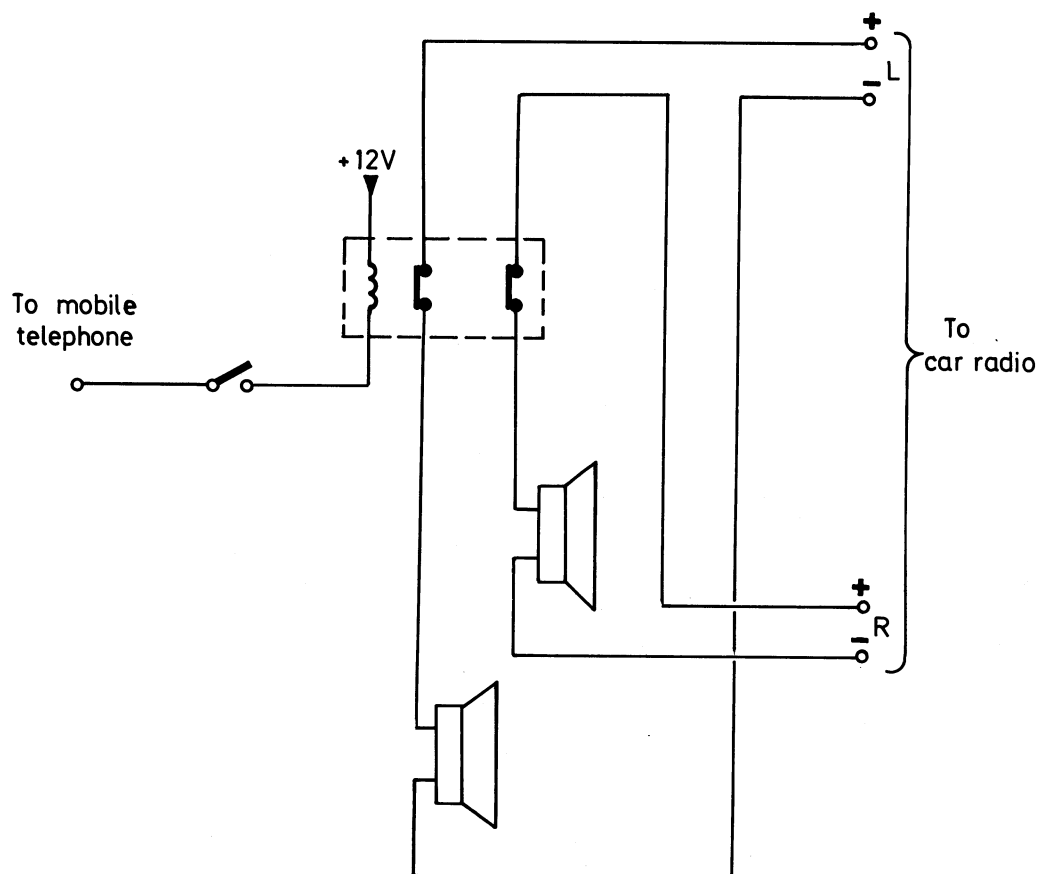 +
L
−
+12V
To mobile
telephone
To
car radio
+
R
−